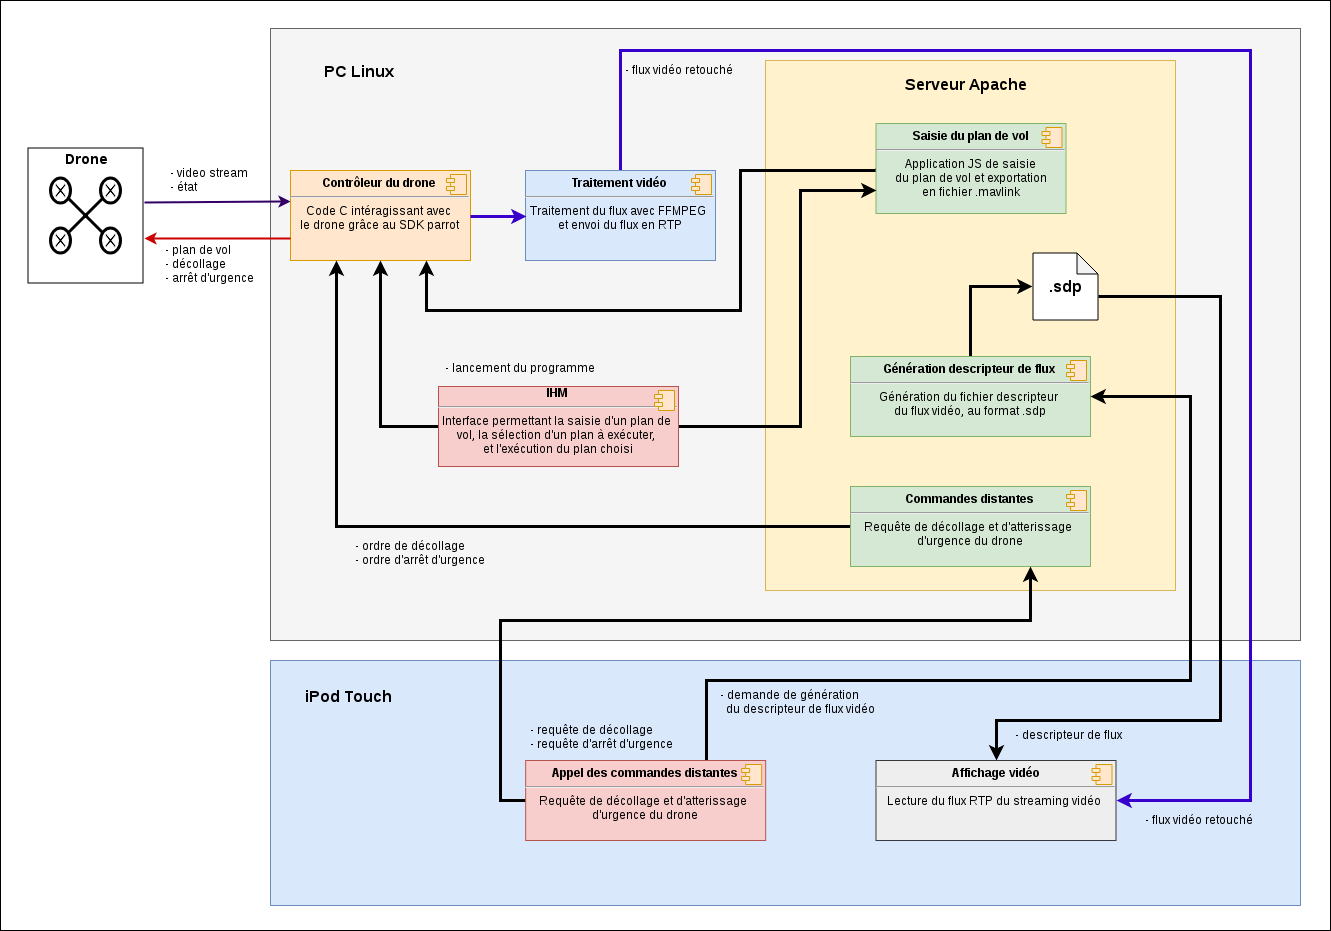 PC Linux
- flux vidéo retouché
Serveur Apache
Drone
- video stream
- état
- plan de vol
- décollage
- arrêt d'urgence
Contrôleur du drone
Code C intéragissant avec
le drone grâce au SDK parrot
Traitement vidéo
Traitement du flux avec FFMPEG
et envoi du flux en RTP
Saisie du plan de vol
Application JS de saisie
du plan de vol et exportation
en fichier .mavlink
.sdp
- lancement du programme
IHM
Interface permettant la saisie d'un plan de
vol, la sélection d'un plan à exécuter,
et l'exécution du plan choisi
Génération descripteur de flux
Génération du fichier descripteur
du flux vidéo, au format .sdp
Commandes distantes
Requête de décollage et d'atterissage
d'urgence du drone
- ordre de décollage
- ordre d'arrêt d'urgence
iPod Touch
- demande de génération
du descripteur de flux vidéo
- requête de décollage
- requête d'arrêt d'urgence
- descripteur de flux
Appel des commandes distantes
Requête de décollage et d'atterissage
d'urgence du drone
Affichage vidéo
Lecture du flux RTP du streaming vidéo
- flux vidéo retouché